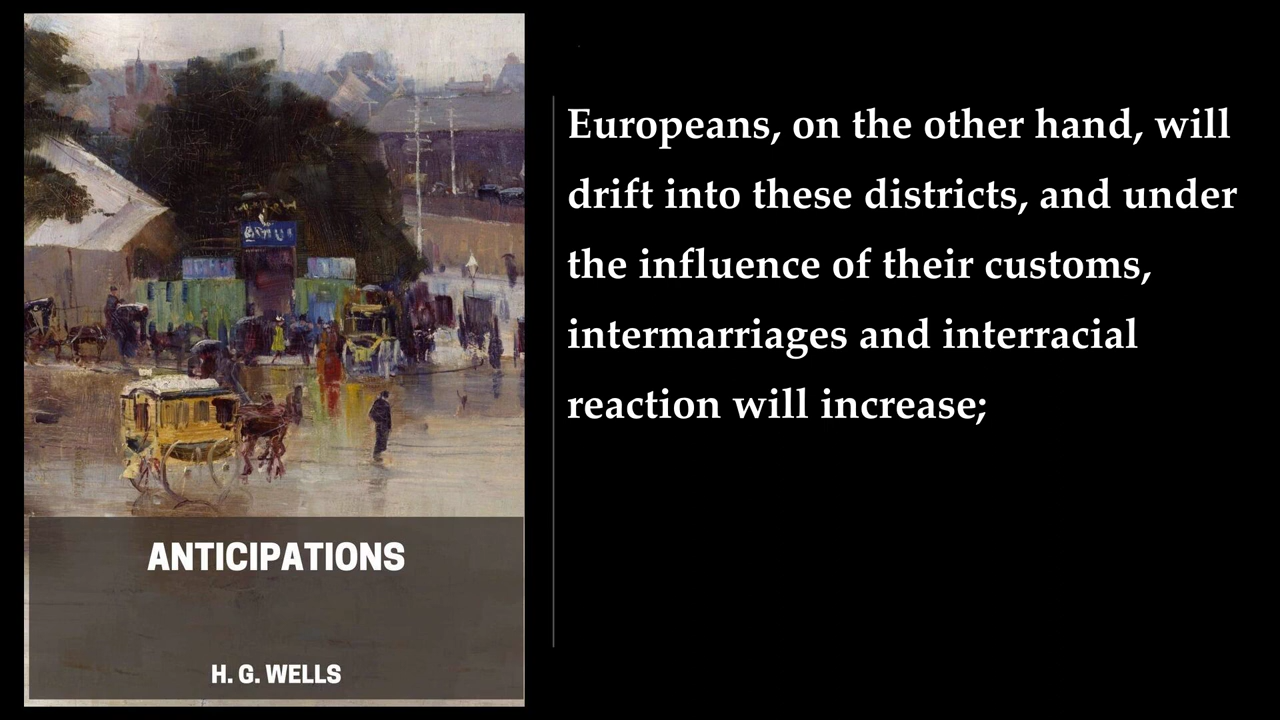 Europeans, on the other hand, will
drift into these districts, and under
the influence of their customs,
intermarriages and interracial
reaction will increase;
ANTICIPATIONS
H. G. WELLS